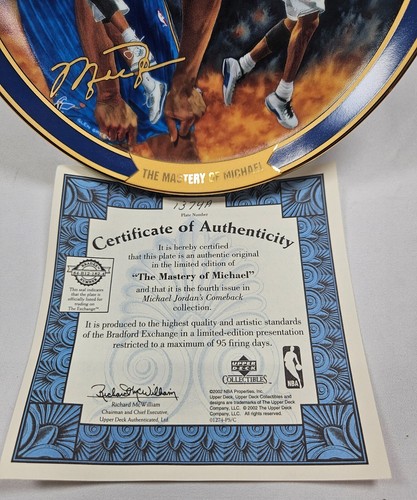 THE MASTERY OF MICHAEL
1379A
Plate Number
Certificate of Authenticity
It is hereby certified
that this plate is an authentic original
in the limited edition of
"The Mastery of Michael"
and that it is the fourth issue in
Michael Jordan's Comeback
collection.
This seal indicates
that the plate is
officially listed for
trading on
The Exchange™
It is produced to the highest quality and artistic standards
of the Bradford Exchange in a limited-edition presentation
restricted to a maximum of 95 firing days.
UPPER
DECK
COLLECTIBLES
NBA
Richard McWilliam
Richard McWilliam
Chairman and Chief Executive,
Upper Deck Authenticated, Ltd.
©2002 NBA Properties, Inc.
Upper Deck, Upper Deck Collectibles and
designs are trademarks of The Upper Deck
Company, LLC. © 2002 The Upper Deck
Company, LLC. All rights reserved.